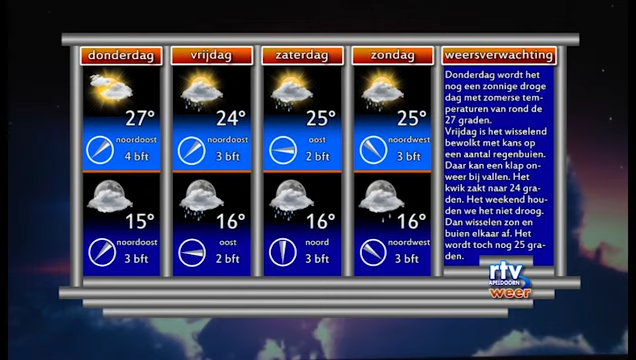 donderdag
27°
noordoost
4 bft
15°
noordoost
3 bft
vrijdag
24°
noordoost
3 bft
16°
oost
2 bft
zaterdag
25°
oost
2 bft
16°
noord
3 bft
zondag
25°
noordwest
3 bft
16°
noordwest
3 bft
weersverwachting
Donderdag wordt het
nog een zonnige droge
dag met zomerse tem-
peraturen van rond de
27 graden.
Vrijdag is het wisselend
bewolkt met kans op
een aantal regenbuien.
Daar kan een klap on-
weer bij vallen. Het
kwik zakt naar 24 gra-
den. Het weekend hou-
den we het niet droog.
Dan wisselen zon en
buien elkaar af. Het
wordt toch nog 25 gra-
den.
rtv
APELDOORN
weer